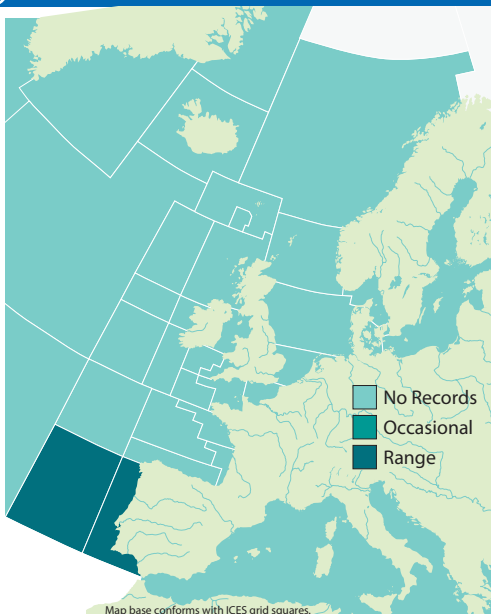 No Records
Occasional
Range
Map base conforms with ICES grid squares.